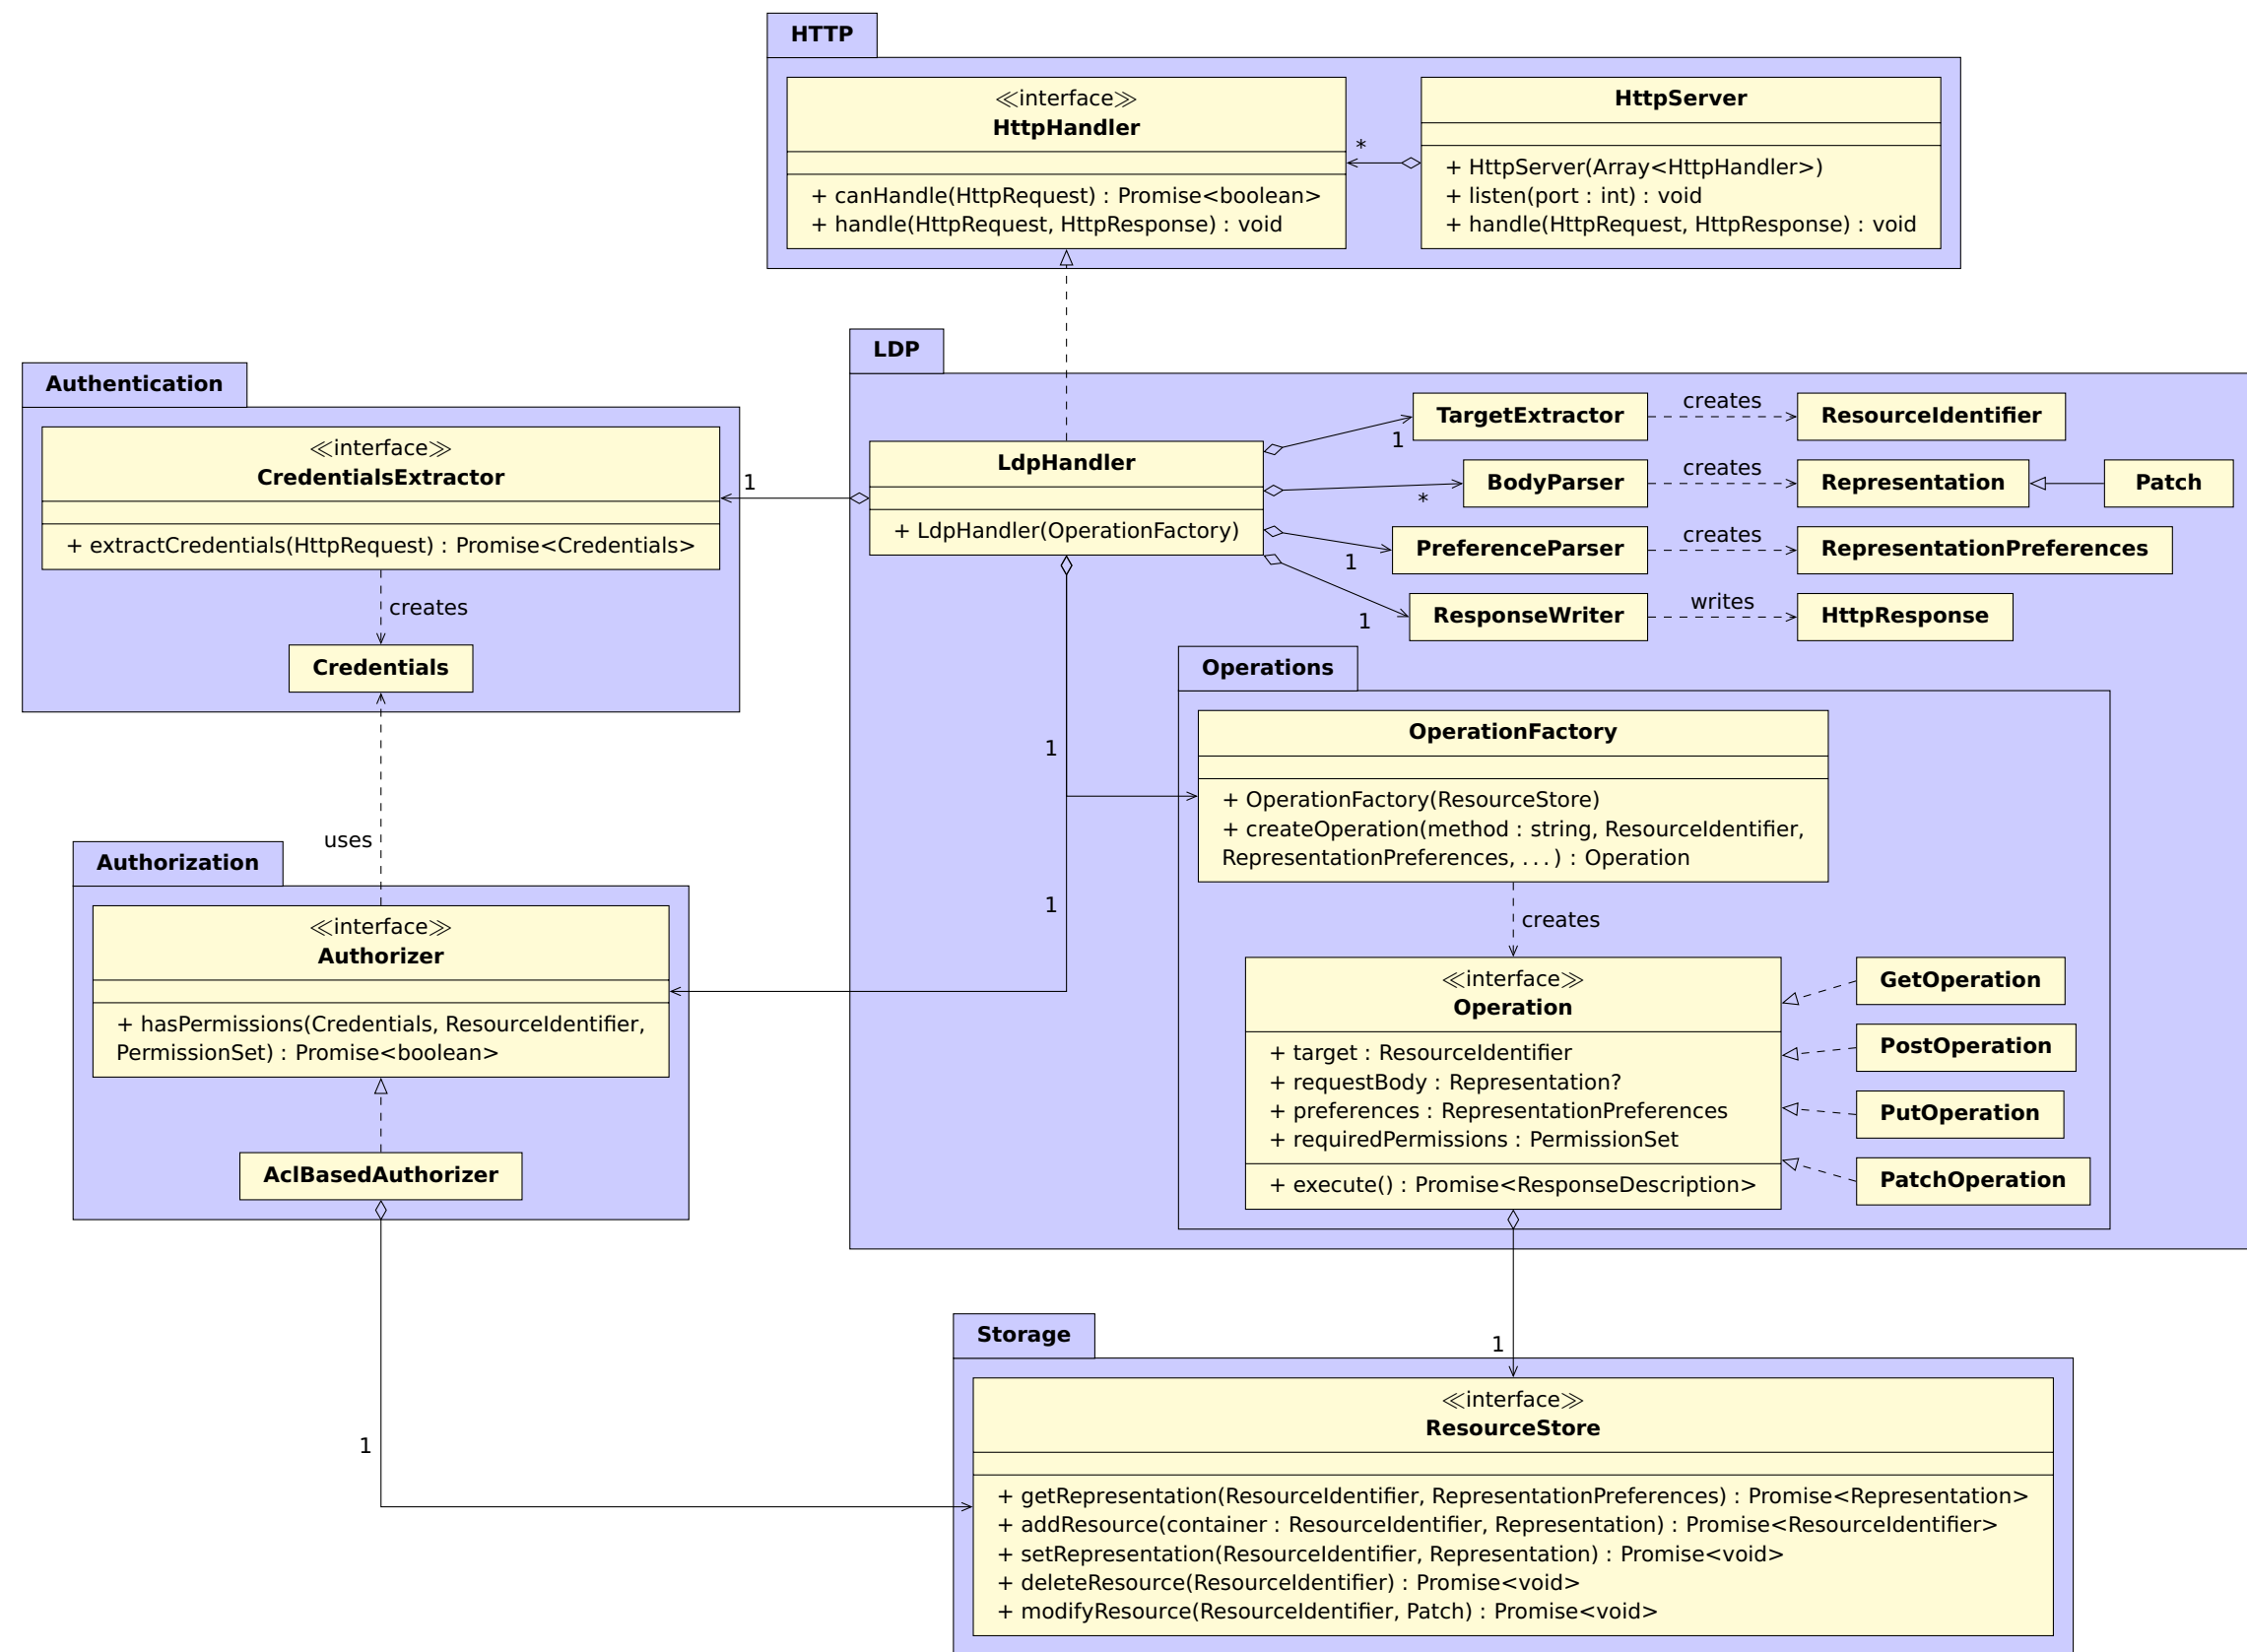 HTTP
≪interface≫
HttpHandler
+ canHandle(HttpRequest) : Promise<boolean>
+ handle(HttpRequest, HttpResponse) : void
*
HttpServer
+ HttpServer(Array<HttpHandler>)
+ listen(port : int) : void
+ handle(HttpRequest, HttpResponse) : void
Authentication
≪interface≫
CredentialsExtractor
+ extractCredentials(HttpRequest) : Promise<Credentials>
creates
Credentials
1
LDP
LdpHandler
+ LdpHandler(OperationFactory)
TargetExtractor
creates
ResourceIdentifier
1
BodyParser
creates
Representation
Patch
*
PreferenceParser
creates
RepresentationPreferences
1
ResponseWriter
writes
HttpResponse
1
Operations
OperationFactory
+ OperationFactory(ResourceStore)
+ createOperation(method : string, ResourceIdentifier,
RepresentationPreferences, ...) : Operation
1
1
creates
≪interface≫
Operation
+ target : ResourceIdentifier
+ requestBody : Representation?
+ preferences : RepresentationPreferences
+ requiredPermissions : PermissionSet
+ execute() : Promise<ResponseDescription>
GetOperation
PostOperation
PutOperation
PatchOperation
uses
Authorization
≪interface≫
Authorizer
+ hasPermissions(Credentials, ResourceIdentifier,
PermissionSet) : Promise<boolean>
AclBasedAuthorizer
1
1
Storage
≪interface≫
ResourceStore
+ getRepresentation(ResourceIdentifier, RepresentationPreferences) : Promise<Representation>
+ addResource(container : ResourceIdentifier, Representation) : Promise<ResourceIdentifier>
+ setRepresentation(ResourceIdentifier, Representation) : Promise<void>
+ deleteResource(ResourceIdentifier) : Promise<void>
+ modifyResource(ResourceIdentifier, Patch) : Promise<void>